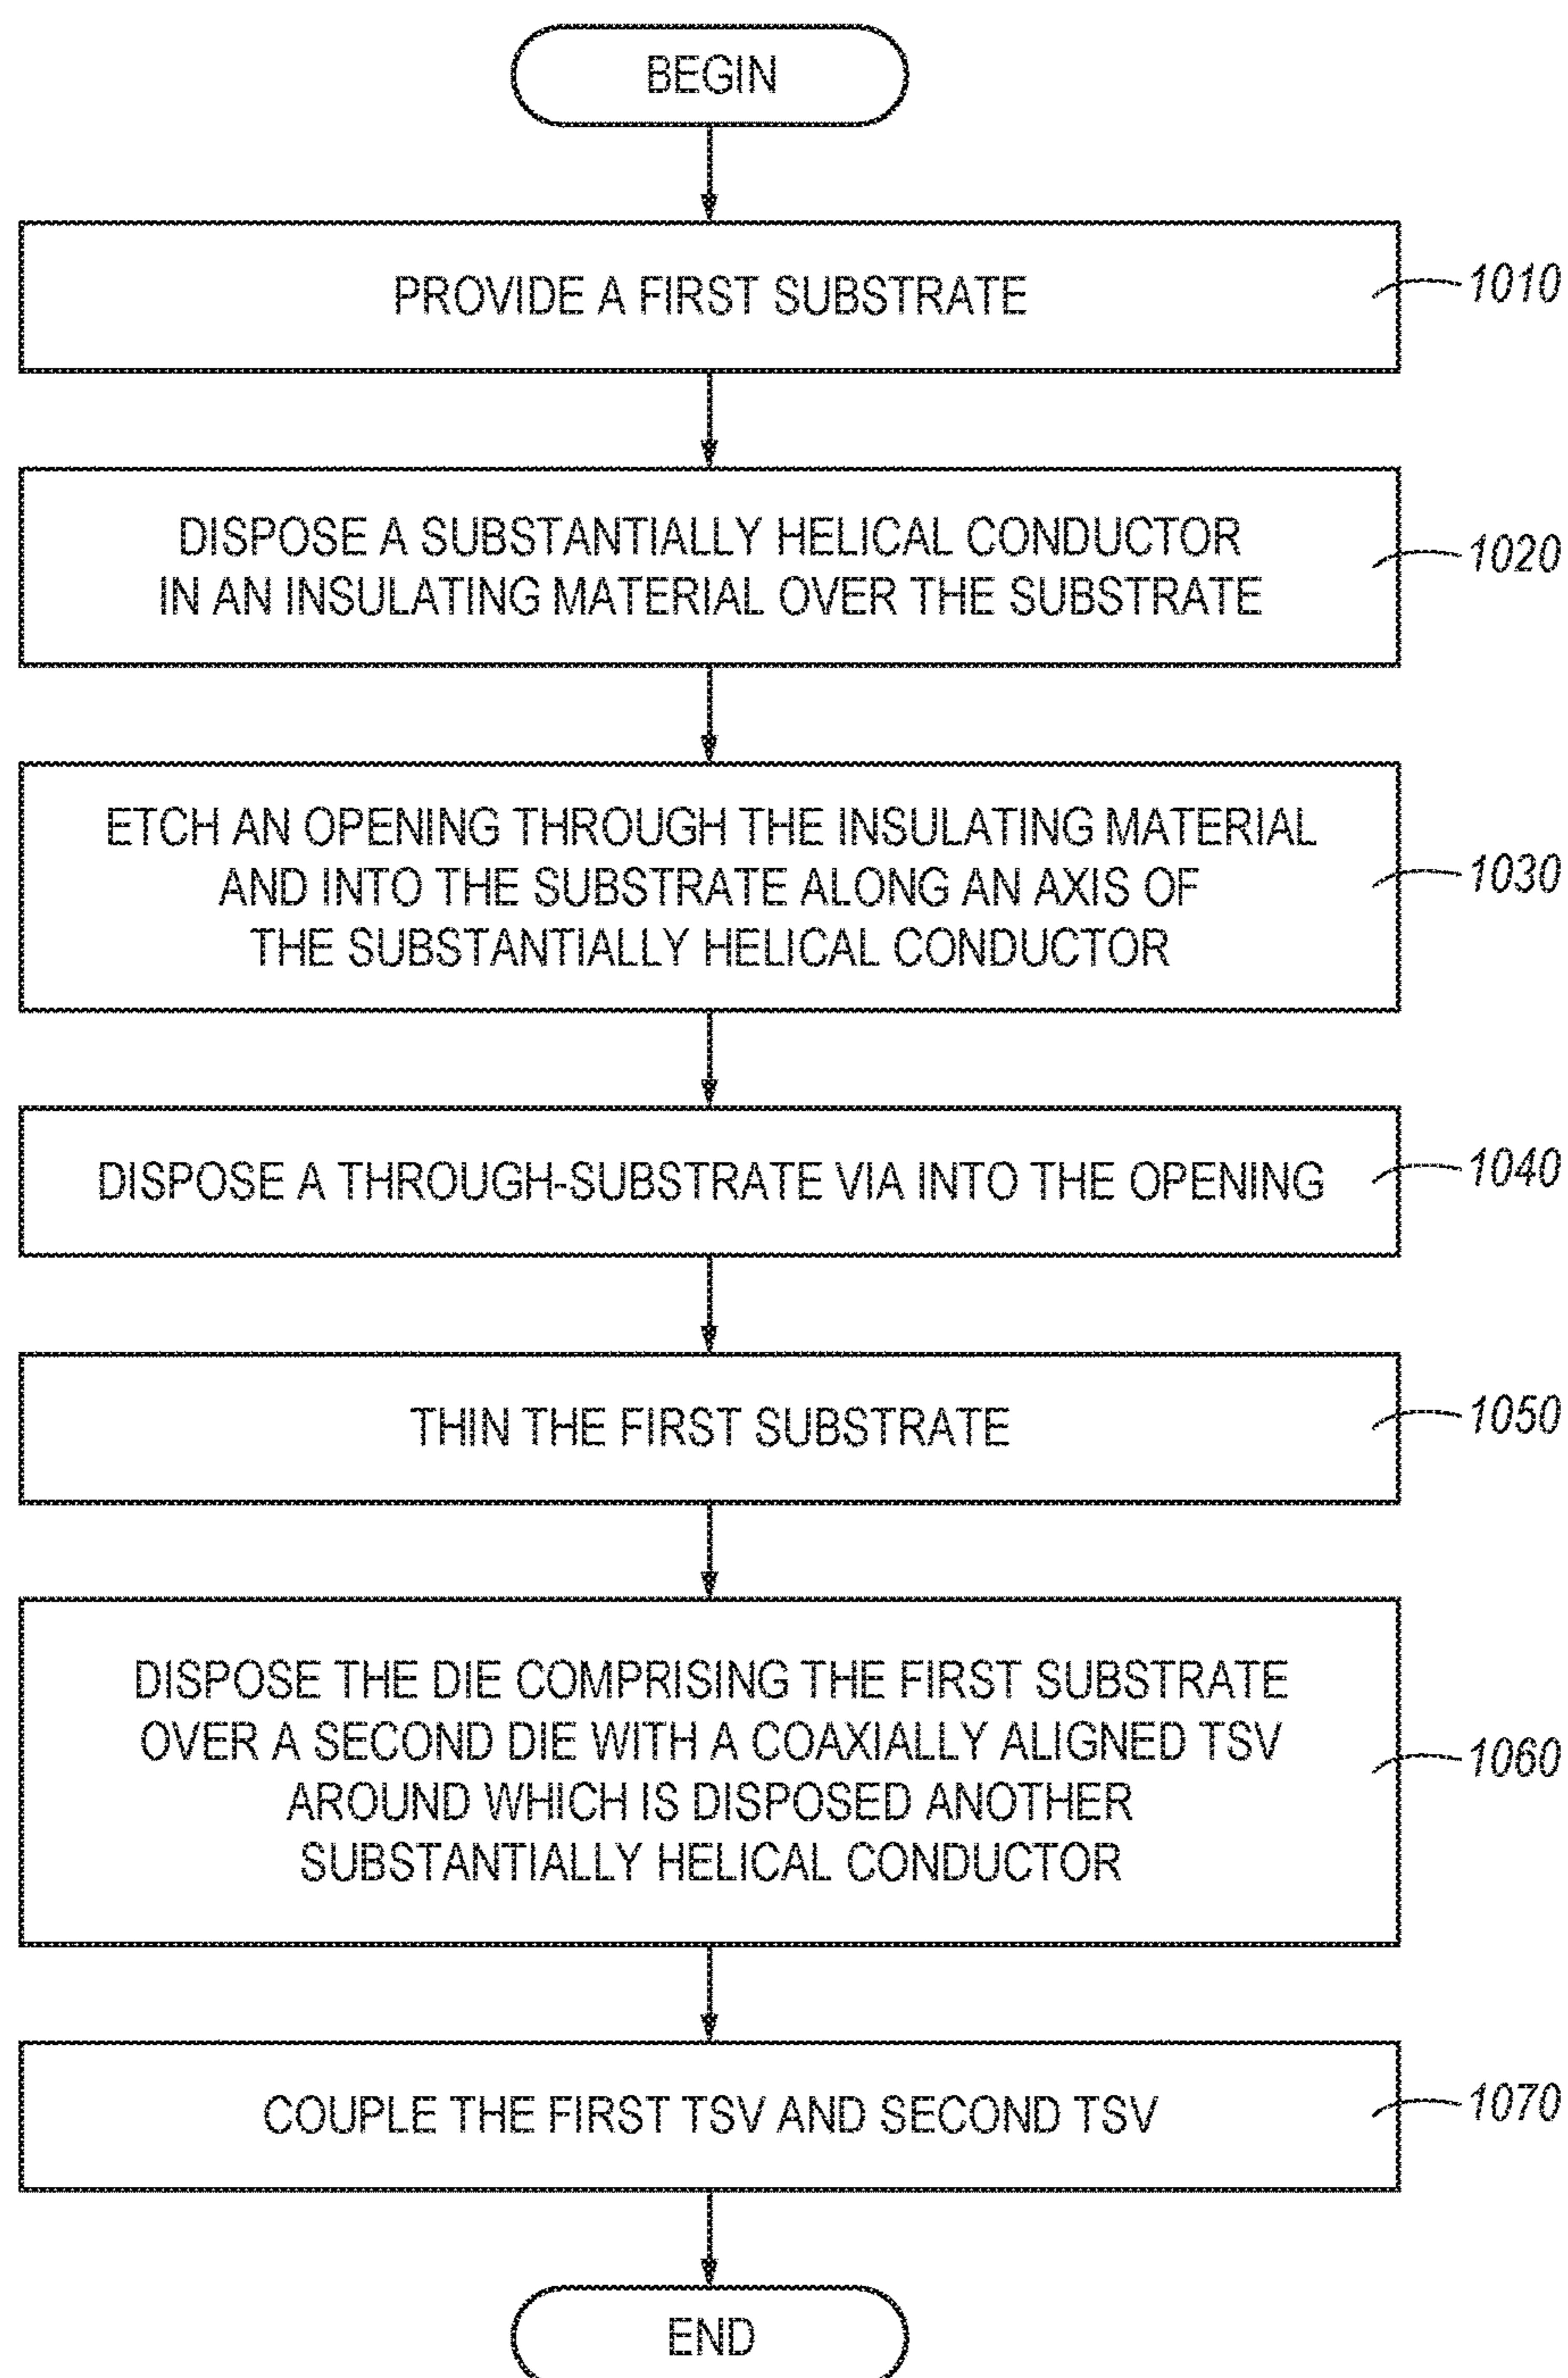 BEGIN
PROVIDE A FIRST SUBSTRATE
1010
DISPOSE A SUBSTANTIALLY HELICAL CONDUCTOR
IN AN INSULATING MATERIAL OVER THE SUBSTRATE
1020
ETCH AN OPENING THROUGH THE INSULATING MATERIAL
AND INTO THE SUBSTRATE ALONG AN AXIS OF
THE SUBSTANTIALLY HELICAL CONDUCTOR
1030
DISPOSE A THROUGH-SUBSTRATE VIA INTO THE OPENING
1040
THIN THE FIRST SUBSTRATE
1050
DISPOSE THE DIE COMPRISING THE FIRST SUBSTRATE
OVER A SECOND DIE WITH A COAXIALLY ALIGNED TSV
AROUND WHICH IS DISPOSED ANOTHER
SUBSTANTIALLY HELICAL CONDUCTOR
1060
COUPLE THE FIRST TSV AND SECOND TSV
1070
END